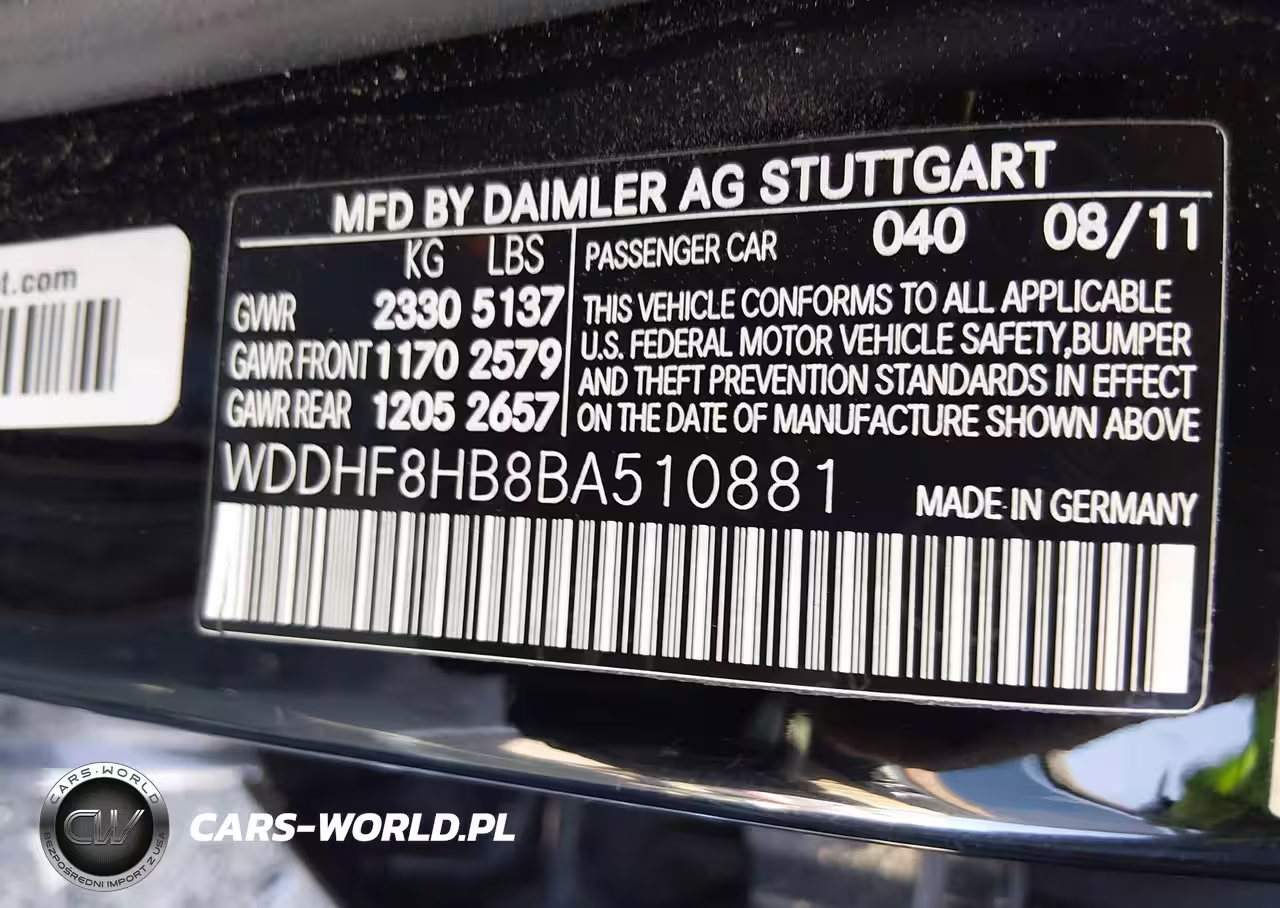 MFD BY DAIMLER AG STUTTGART
KG LBS
GVWR 2330 5137
GAWR FRONT 1170 2579
GAWR REAR 1205 2657
PASSENGER CAR 040 08/11
THIS VEHICLE CONFORMS TO ALL APPLICABLE
U.S. FEDERAL MOTOR VEHICLE SAFETY,BUMPER
AND THEFT PREVENTION STANDARDS IN EFFECT
ON THE DATE OF MANUFACTURE SHOWN ABOVE
WDDHF8HB8BA510881
MADE IN GERMANY
t.com
CARS-WORLD
CW
BEZPOŚREDNI IMPORT Z USA
CARS-WORLD.PL